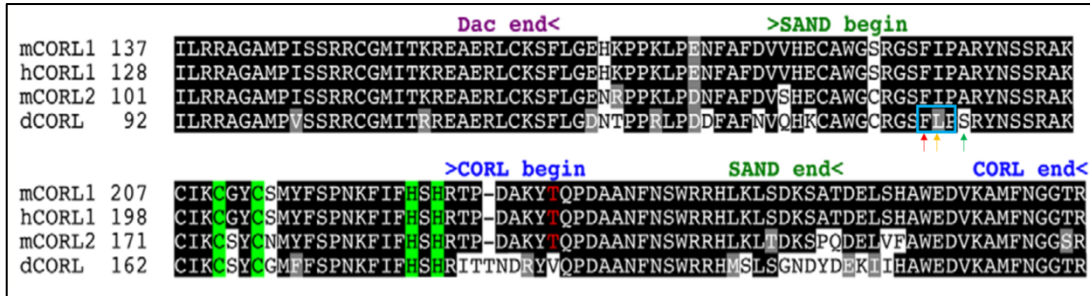 Dac end< >SAND begin
mCORL1 137 ILRRAGAMPISSRRCGMITKREAERLCKSFLGEHKPPKLPENFAFDVVHECAWGSRGSFIPARYNSSRAK
hCORL1 128 ILRRAGAMPISSRRCGMITKREAERLCKSFLGEHKPPKLPENFAFDVVHECAWGSRGSFIPARYNSSRAK
mCORL2 101 ILRRAGAMPISSRRCGMITKREAERLCKSFLGENRPPKLPDNFAFDVSHECAWGCRGSFIPARYNSSRAK
dCORL 92 ILRRAGAMPVSSRRCGMITRREAERLCKSFLGDNTPPRLPDDFAFNVQHKCAWGCRGSFLPSRYNSSRAK
>CORL begin SAND end< CORL end<
mCORL1 207 CIKCGYCSMYFSPNKFIFHSHRTP-DAKYTQPDAANFNSWRRHLKLSDKSATDELSHAWEDVKAMFNGGTR
hCORL1 198 CIKCGYCSMYFSPNKFIFHSHRTP-DAKYTQPDAANFNSWRRHLKLSDKSATDELSHAWEDVKAMFNGGTR
mCORL2 171 CIKCSYCNMYFSPNKFIFHSHRTP-DAKYTQPDAANFNSWRRHLKLTDKSPQDELVFAWEDVKAMFNGGSR
dCORL 162 CIKCSYCGMFFSPNKFIFHSHRITTNDRYVQPDAANFNSWRRHMSLSGNDYDEKIIHAWEDVKAMFNGGTR